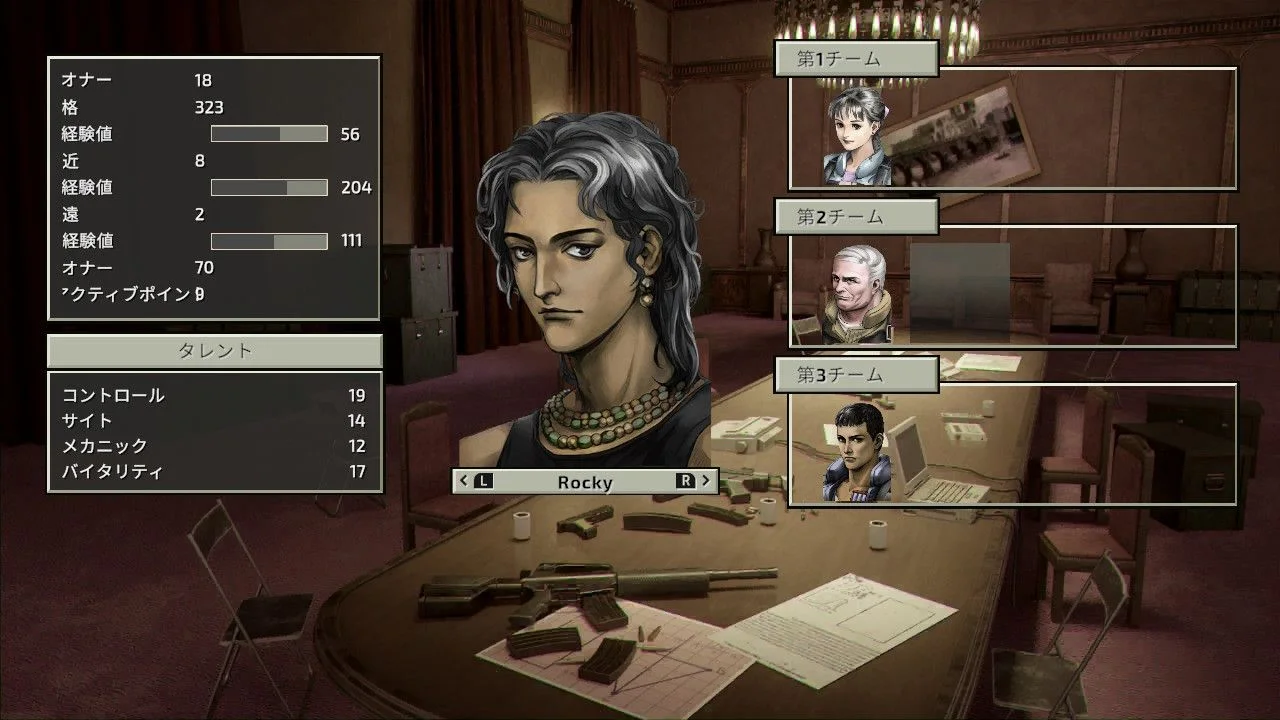 オナー 18
格 323
経験値 56
近 8
経験値 204
遠 2
経験値 111
オナー 70
アクティブポイン 9
タレント
コントロール 19
サイト 14
メカニック 12
バイタリティ 17
< L Rocky R >
第1チーム
第2チーム
第3チーム